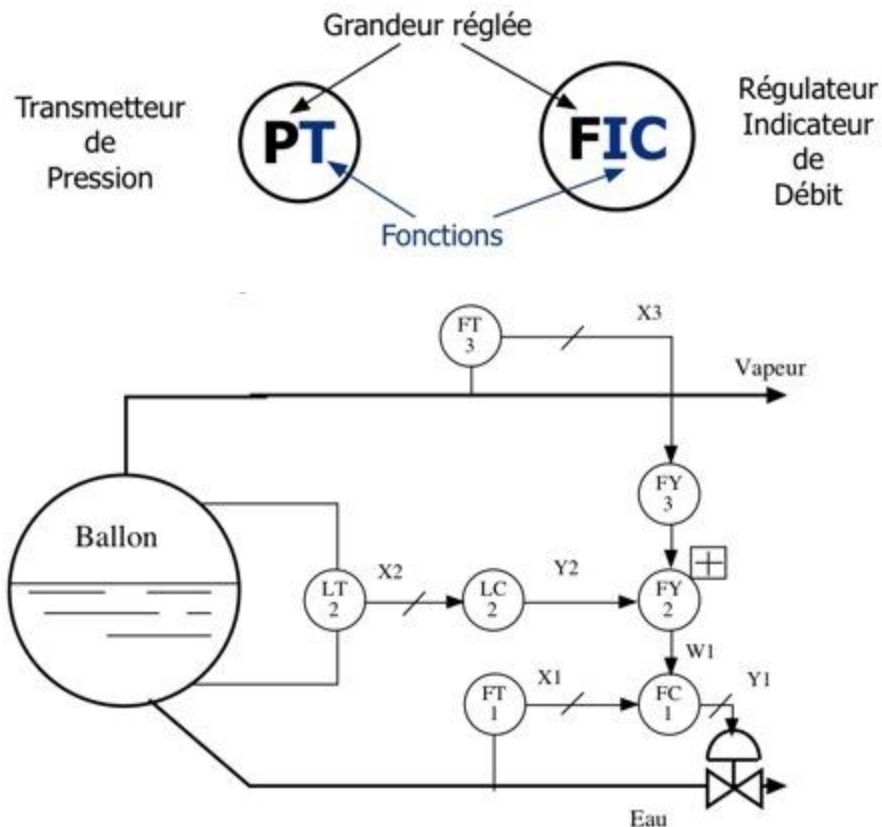 Grandeur réglée
Transmetteur
de
Pression
PT
FIC
Régulateur
Indicateur
de
Débit
Fonctions
FT
3
X3
Vapeur
FY
3
Ballon
LT
2
X2
LC
2
Y2
FY
2
+
W1
FT
1
X1
FC
1
Y1
Eau